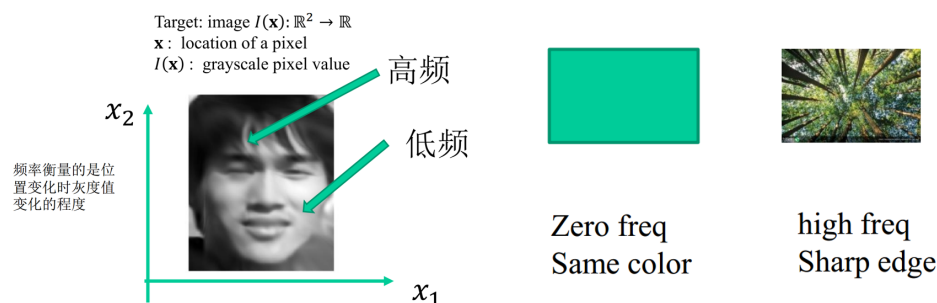 Target: image I(𝐱): ℝ² → ℝ
𝐱 : location of a pixel
I(𝐱) : grayscale pixel value
高频
x₂
低频
频率衡量的是位
置变化时灰度值
变化的程度
x₁
Zero freq
Same color
high freq
Sharp edge